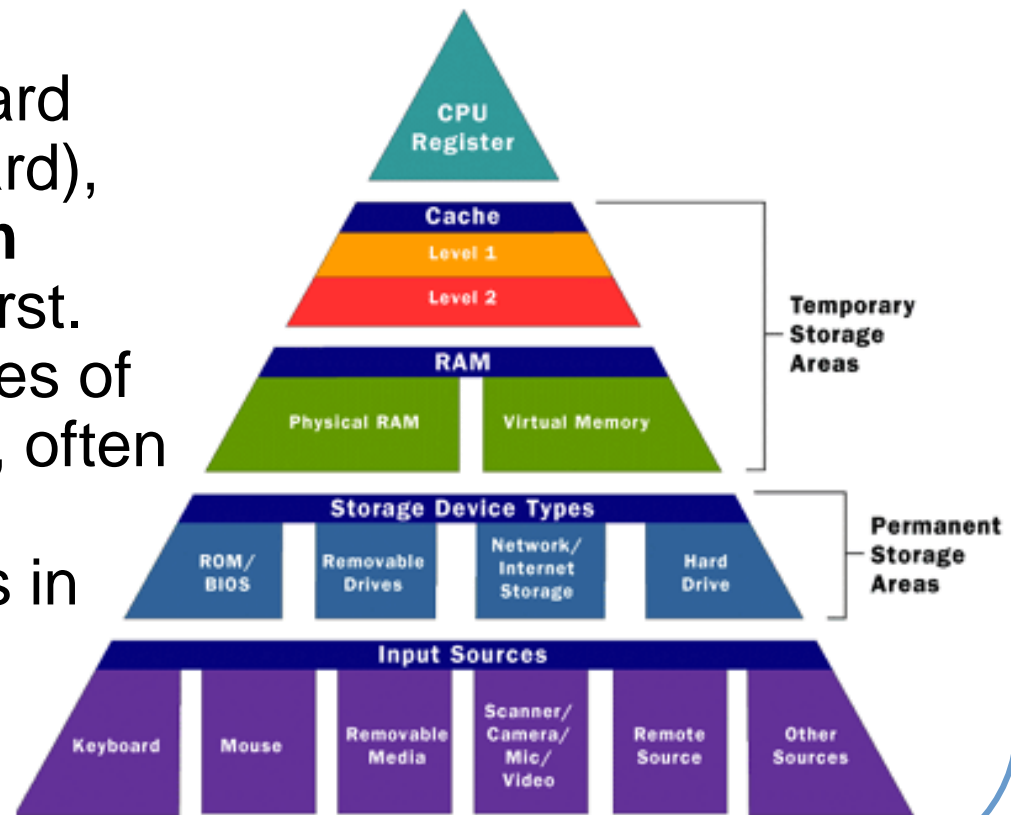 ard
ard),
n
rst.
es of
, often
s in
CPU
Register
Cache
Level 1
Level 2
Temporary
Storage
Areas
RAM
Physical RAM
Virtual Memory
Storage Device Types
ROM/
BIOS
Removable
Drives
Network/
Internet
Storage
Hard
Drive
Permanent
Storage
Areas
Input Sources
Keyboard
Mouse
Removable
Media
Scanner/
Camera/
Mic/
Video
Remote
Source
Other
Sources